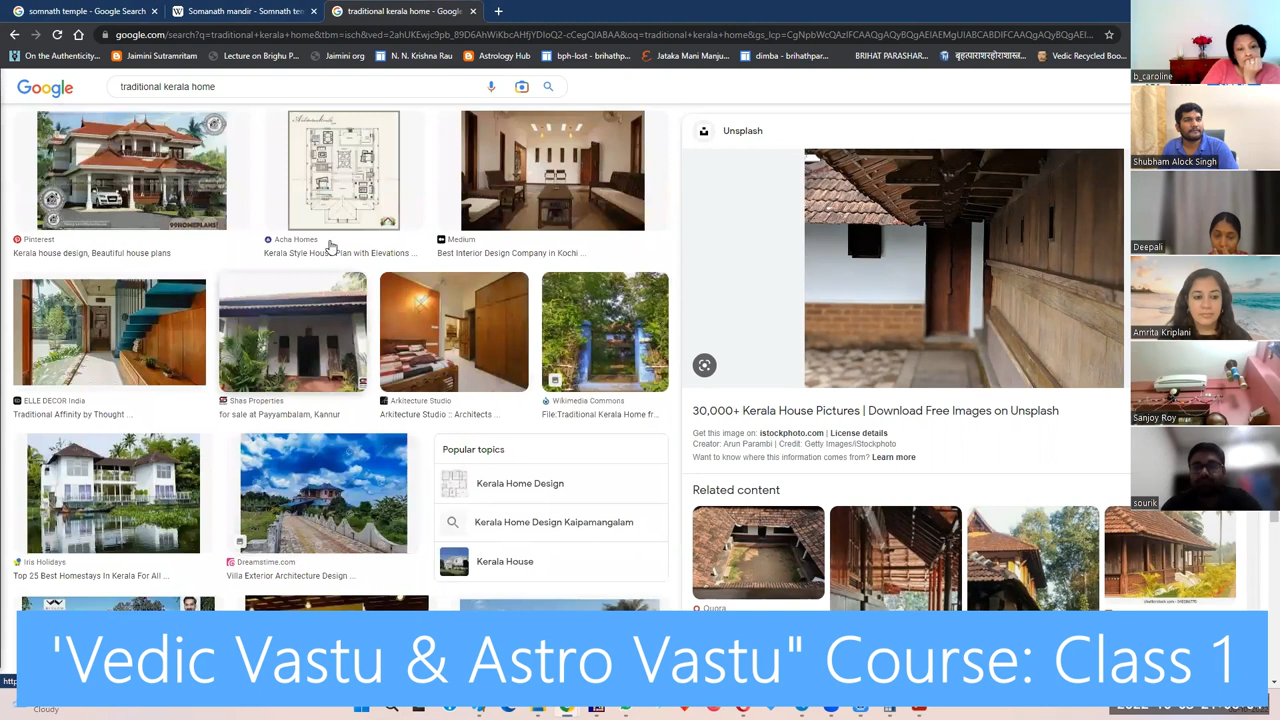 somnath temple - Google Search
Somanath mandir - Somnath tem
traditional kerala home - Google
google.com/search?q=traditional+kerala+home&tbm=isch&ved=
On the Authenticity...
Jaimini Sutramritam
Lecture on Brighu P...
Jaimini org
N. N. Krishna Rau
Astrology Hub
bph-lost - brihathp...
Jataka Mani Manju...
dimba - brihatpar...
BRIHAT PARASHAR...
Vedic Recycled Boo...
Google
traditional kerala home
Unsplash
99HOMEPLANS
Pinterest
Kerala house design, Beautiful house plans
Acha Homes
Kerala Style House Plan with Elevations ...
Medium
Best Interior Design Company in Kochi ...
ELLE DECOR India
Traditional Affinity by Thought ...
Shas Properties
for sale at Payyambalam, Kannur
Arkitecture Studio
Arkitecture Studio :: Architects ...
Wikimedia Commons
File:Traditional Kerala Home fr...
30,000+ Kerala House Pictures | Download Free Images on Unsplash
Get this image on: istockphoto.com | License details
Creator: Arun Parambi | Credit: Getty Images/iStockphoto
Want to know where this information comes from? Learn more
Popular topics
Kerala Home Design
Kerala Home Design Kaipamangalam
Kerala House
Iris Holidays
Top 25 Best Homestays In Kerala For All ...
Dreamstime.com
Villa Exterior Architecture Design ...
Related content
Quora
b_caroline
Shubham Alock Singh
Deepali
Amrita Kriplani
Sanjoy Roy
sourik
'Vedic Vastu & Astro Vastu" Course: Class 1
Cloudy